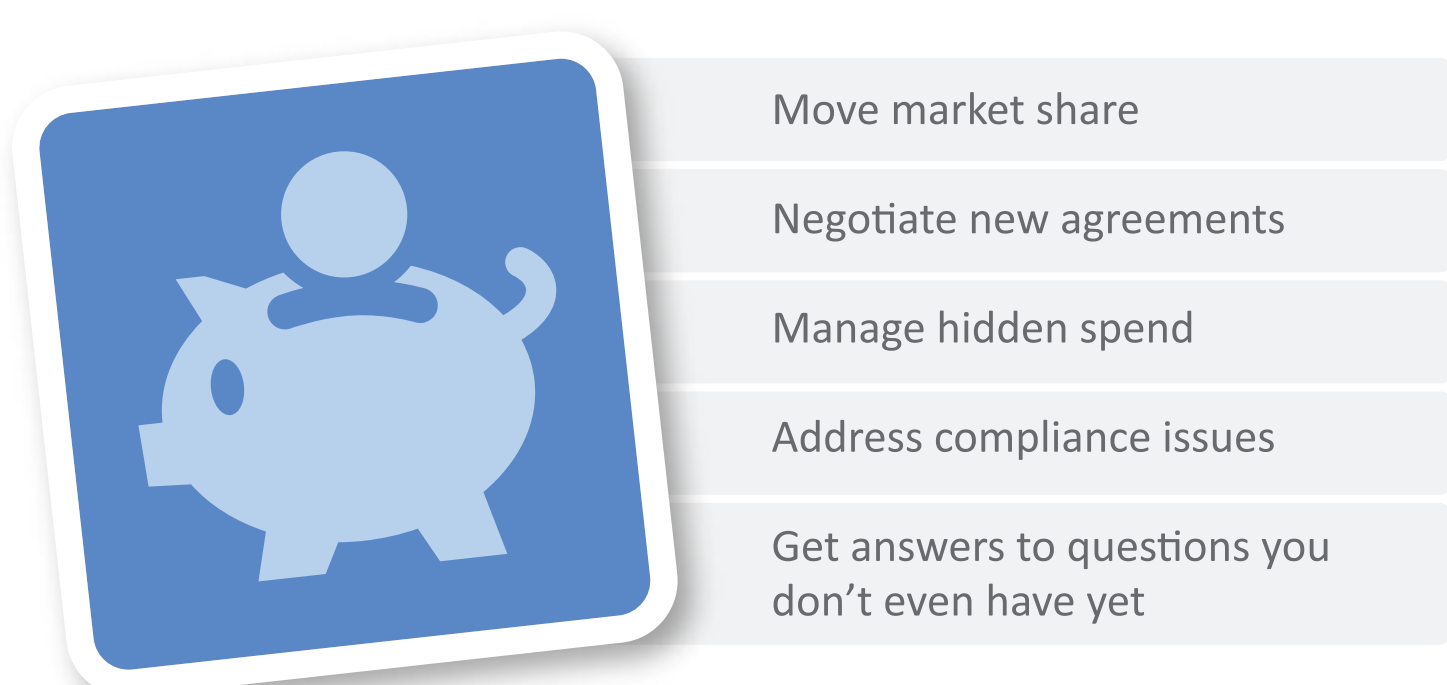 Move market share
Negotiate new agreements
Manage hidden spend
Address compliance issues
Get answers to questions you
don’t even have yet